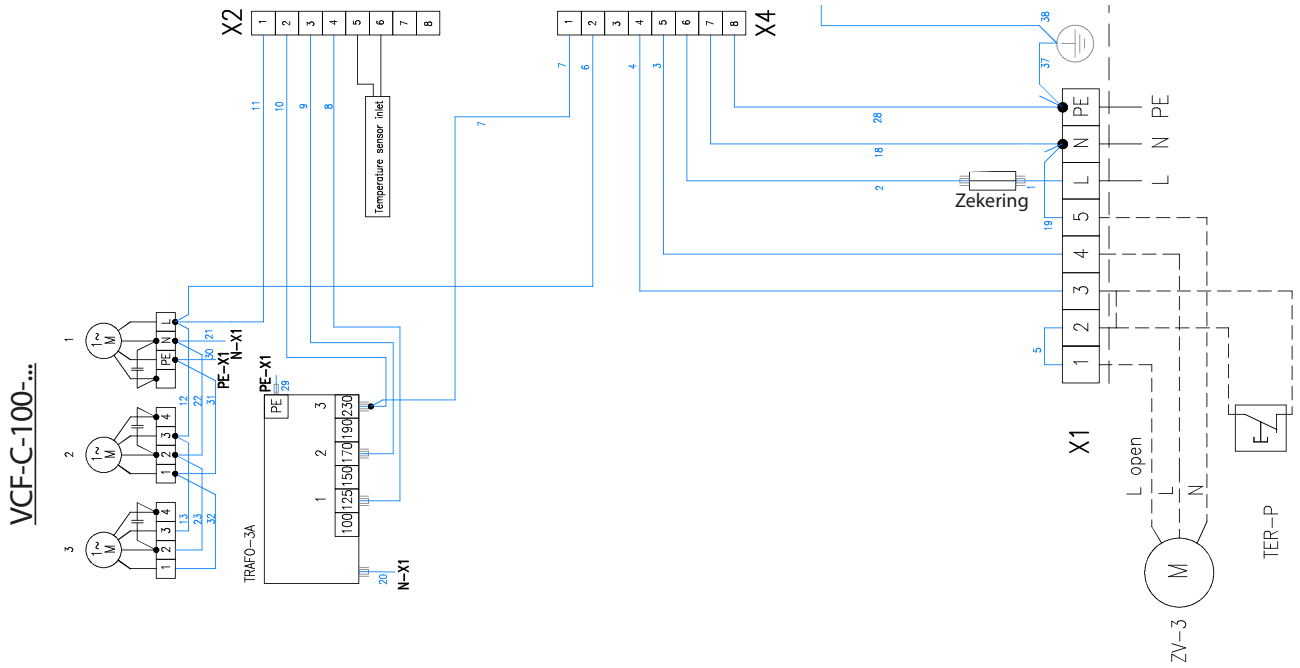 VCF-C-100-...
X2
1 2 3 4 5 6 7 8
11
10
9
8
Temperature sensor inlet
X4
1 2 3 4 5 6 7 8
7
6
4
3
7
28
18
2
Zekering
1
19
38
37
PE
N
L
5
4
3
2
1
PE
N
L
5
X1
1
1~
M
L
N
PE
21
30
N-X1
PE-X1
12
22
31
2
1~
M
4
3
2
1
3
1~
M
4
3
2
1
13
23
32
TRAFO-3A
PE
PE-X1
29
3
2
1
230
190
170
150
125
100
20
N-X1
L open
L
N
M
ZV-3
TER-P